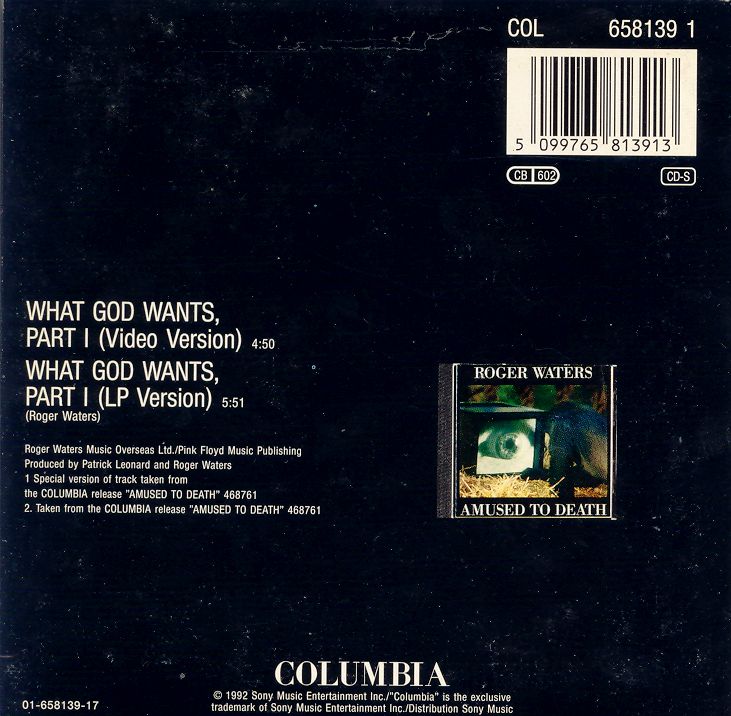 COL 658139 1
5 099765 813913
CB 602 CD-S
WHAT GOD WANTS,
PART I (Video Version) 4:50
WHAT GOD WANTS,
PART I (LP Version) 5:51
(Roger Waters)
Roger Waters Music Overseas Ltd./Pink Floyd Music Publishing
Produced by Patrick Leonard and Roger Waters
1 Special version of track taken from
the COLUMBIA release "AMUSED TO DEATH" 468761
2. Taken from the COLUMBIA release "AMUSED TO DEATH" 468761
ROGER WATERS
AMUSED TO DEATH
COLUMBIA
© 1992 Sony Music Entertainment Inc./"Columbia" is the exclusive
trademark of Sony Music Entertainment Inc./Distribution Sony Music
01-658139-17